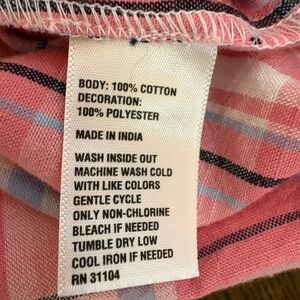 BODY: 100% COTTON
DECORATION:
100% POLYESTER
MADE IN INDIA
WASH INSIDE OUT
MACHINE WASH COLD
WITH LIKE COLORS
GENTLE CYCLE
ONLY NON-CHLORINE
BLEACH IF NEEDED
TUMBLE DRY LOW
COOL IRON IF NEEDED
RN 31104